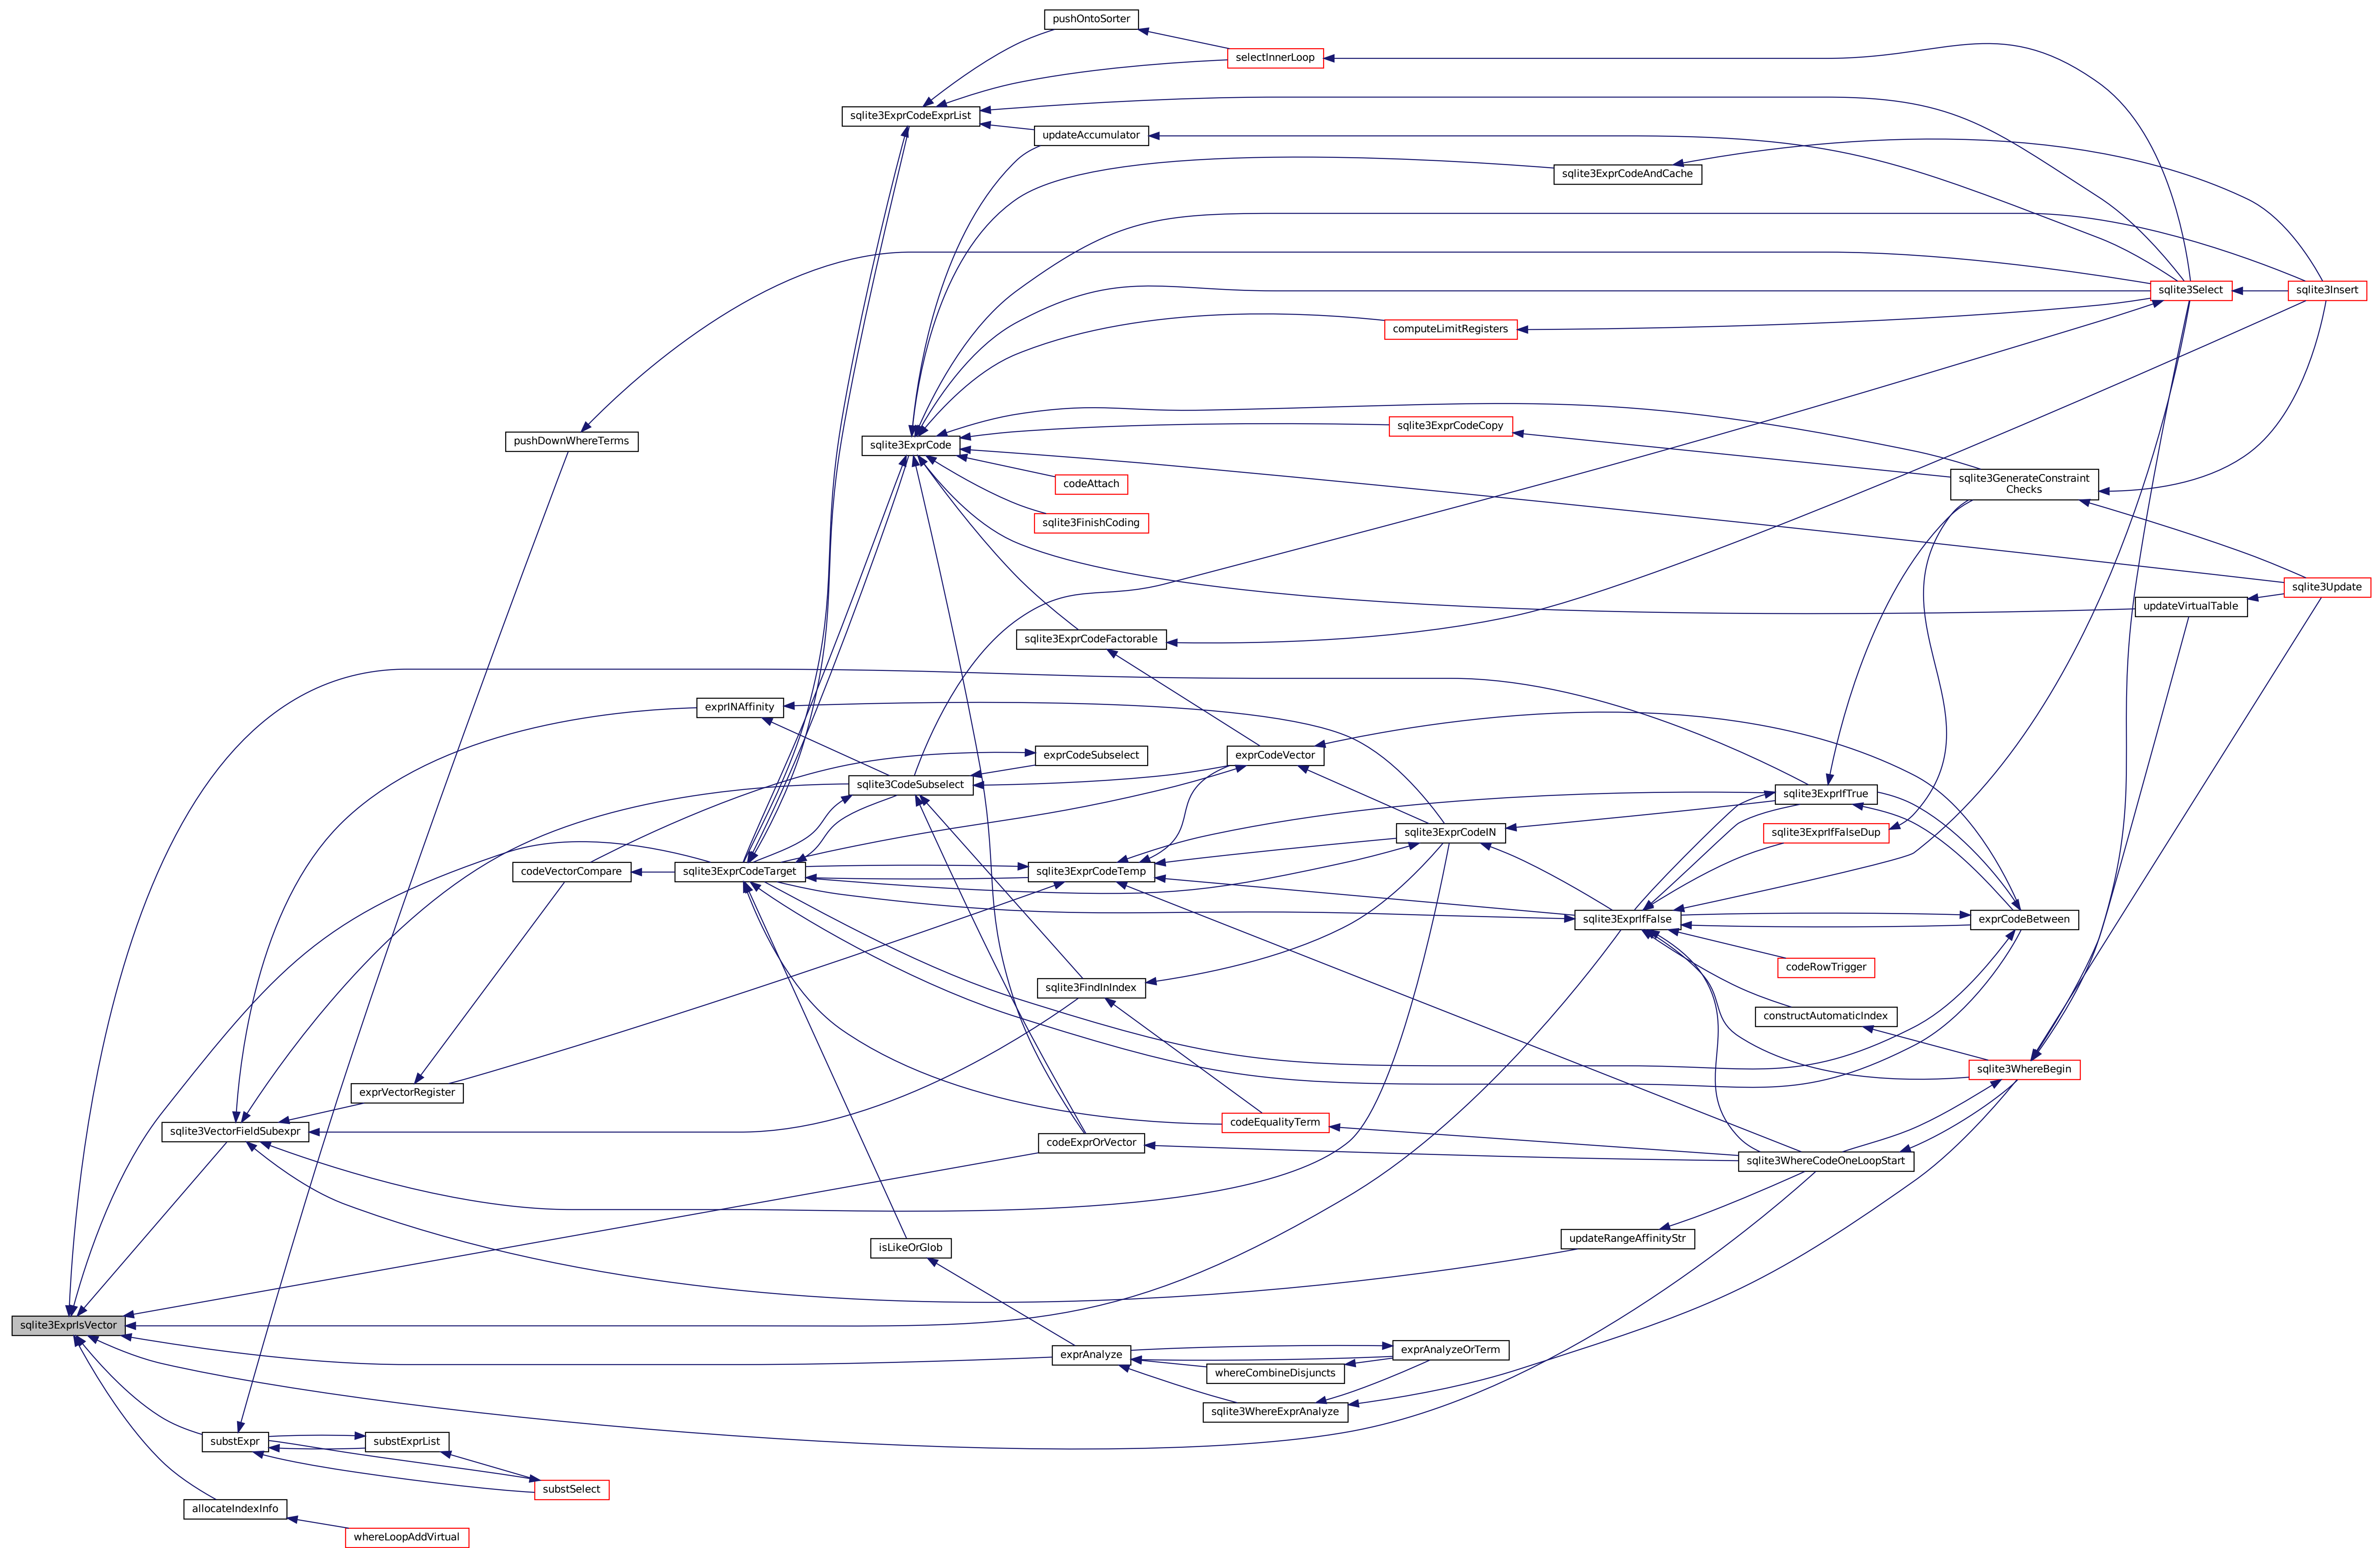 pushOntoSorter
selectInnerLoop
sqlite3ExprCodeExprList
updateAccumulator
sqlite3ExprCodeAndCache
sqlite3Select
sqlite3Insert
computeLimitRegisters
sqlite3ExprCodeCopy
pushDownWhereTerms
sqlite3ExprCode
codeAttach
sqlite3GenerateConstraint
Checks
sqlite3FinishCoding
sqlite3Update
updateVirtualTable
sqlite3ExprCodeFactorable
exprINAffinity
exprCodeSubselect
exprCodeVector
sqlite3CodeSubselect
sqlite3ExprIfTrue
sqlite3ExprCodeIN
sqlite3ExprIfFalseDup
codeVectorCompare
sqlite3ExprCodeTarget
sqlite3ExprCodeTemp
sqlite3ExprIfFalse
exprCodeBetween
codeRowTrigger
sqlite3FindInIndex
constructAutomaticIndex
sqlite3WhereBegin
exprVectorRegister
codeEqualityTerm
sqlite3VectorFieldSubexpr
codeExprOrVector
sqlite3WhereCodeOneLoopStart
updateRangeAffinityStr
isLikeOrGlob
sqlite3ExprIsVector
exprAnalyze
exprAnalyzeOrTerm
whereCombineDisjuncts
sqlite3WhereExprAnalyze
substExpr
substExprList
substSelect
allocateIndexInfo
whereLoopAddVirtual